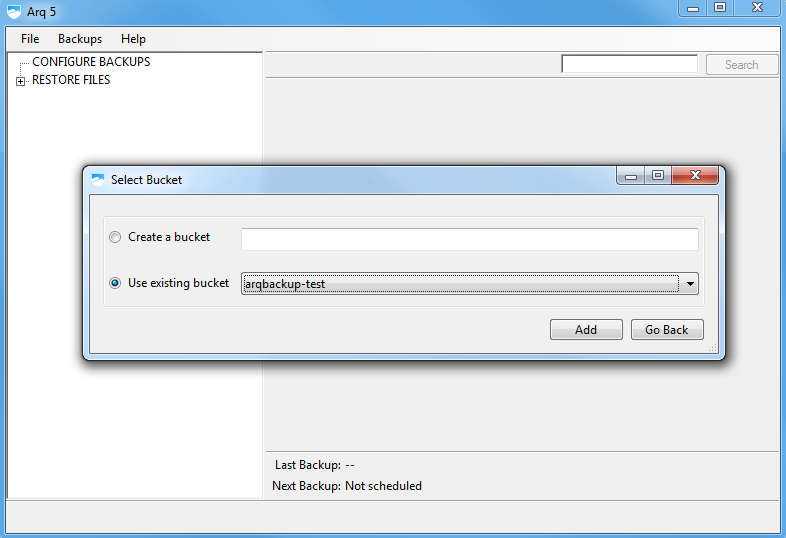 Arq 5
File Backups Help
CONFIGURE BACKUPS
RESTORE FILES
Search
Select Bucket
Create a bucket
Use existing bucket arqbackup-test
Add Go Back
Last Backup: --
Next Backup: Not scheduled